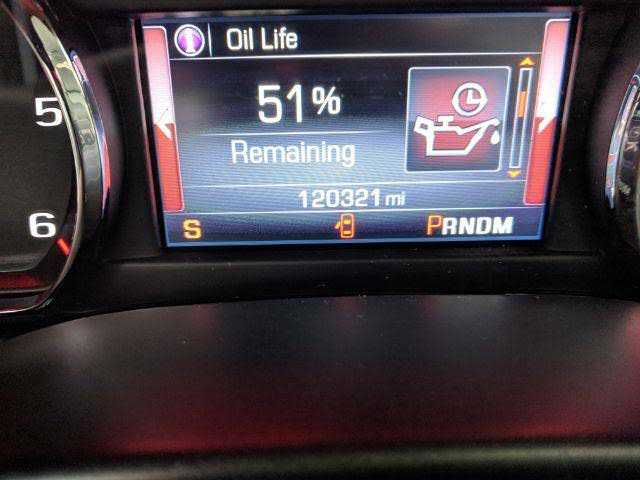 Oil Life
51%
Remaining
120321 mi
S PRNDM
5
6